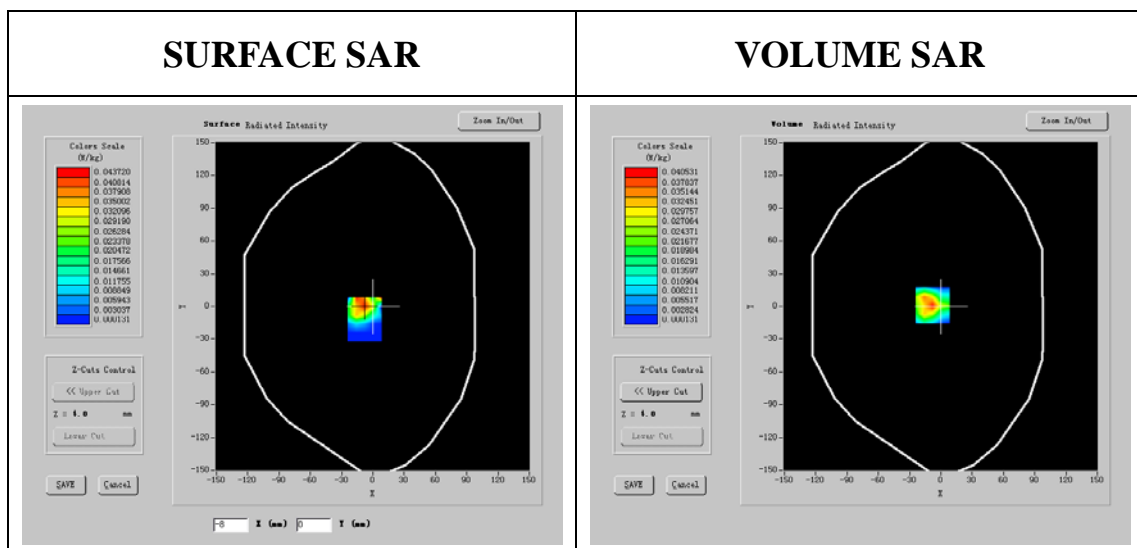 SURFACE SAR
VOLUME SAR
Surface Radiated Intensity
Zoom In/Out
Colors Scale
(W/kg)
0.043720
0.040814
0.037908
0.035002
0.032096
0.029190
0.026284
0.023378
0.020472
0.017566
0.014661
0.011755
0.008849
0.005943
0.003037
0.000131
150
120
90
60
30
0
-30
-60
-90
-120
-150
Y
-150 -120 -90 -60 -30 0 30 60 90 120 150
X
Z-Cuts Control
<< Upper Cut
Z = 4.0 mm
Lower Cut
SAVE Cancel
-8 X (mm) 0 Y (mm)
Volume Radiated Intensity
Zoom In/Out
Colors Scale
(W/kg)
0.040531
0.037837
0.035144
0.032451
0.029757
0.027064
0.024371
0.021677
0.018984
0.016291
0.013597
0.010904
0.008211
0.005517
0.002824
0.000131
150
120
90
60
30
0
-30
-60
-90
-120
-150
Y
-150 -120 -90 -60 -30 0 30 60 90 120 150
X
Z-Cuts Control
<< Upper Cut
Z = 4.0 mm
Lower Cut
SAVE Cancel